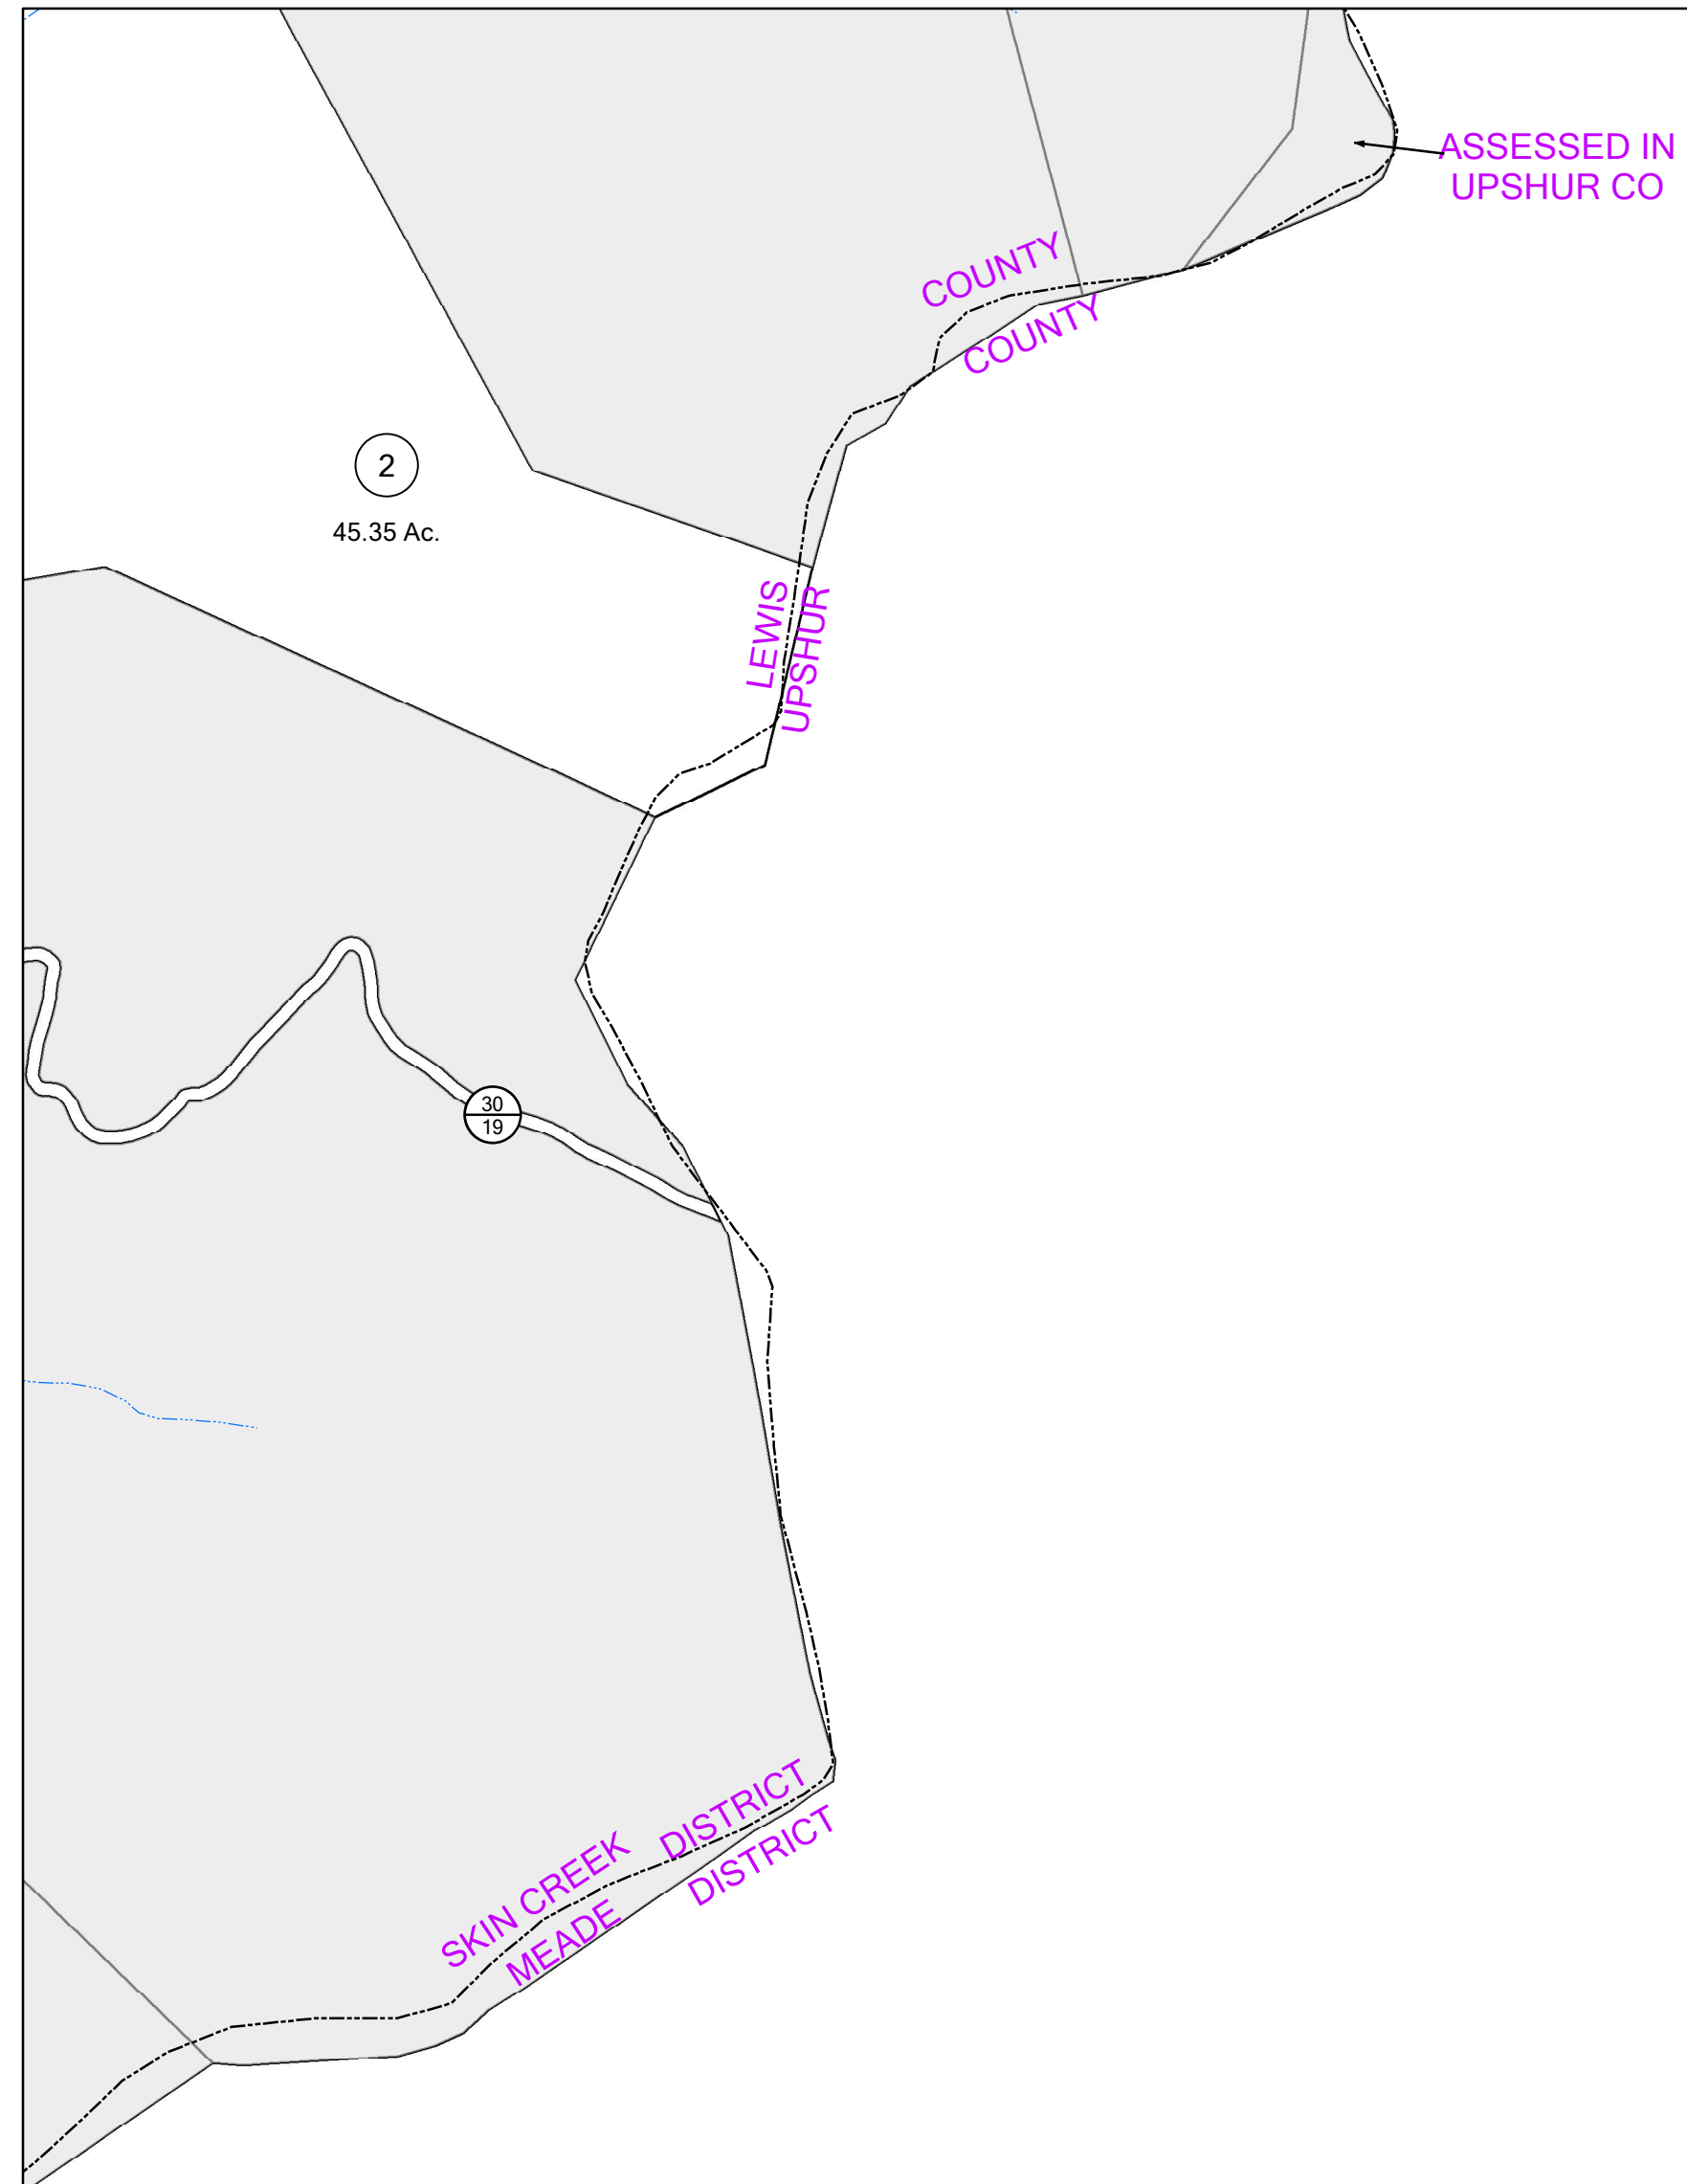 ASSESSED IN
UPSHUR CO
COUNTY
COUNTY
2
45.35 Ac.
LEWIS
UPSHUR
30
19
SKIN CREEK DISTRICT
MEADE DISTRICT